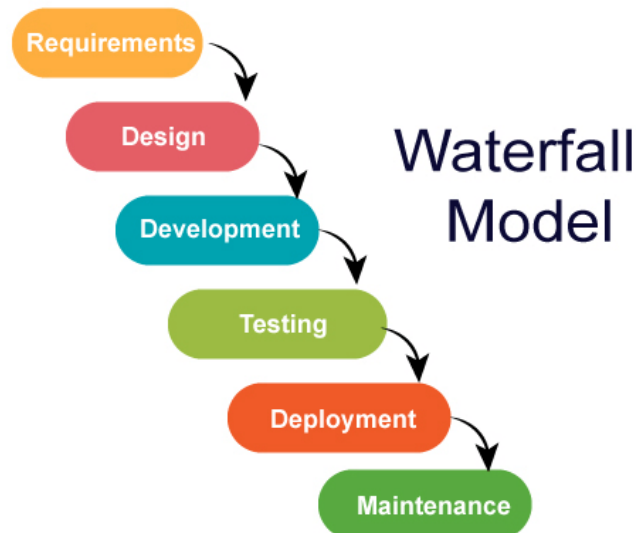 Requirements
Design
Waterfall
Model
Development
Testing
Deployment
Maintenance